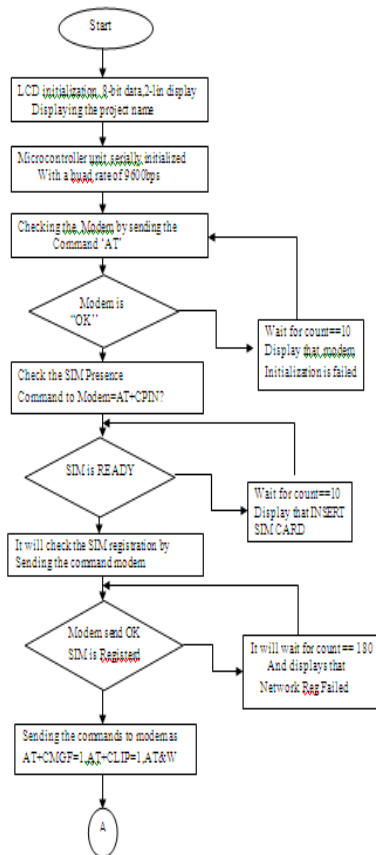 Start
LCD initialization, 8-bit data,2-lin display
Displaying the project name
Microcontroller unit serially initialized
With a buad rate of 9600bps
Checking the Modem by sending the
Command 'AT'
Modem is
"OK"
Wait for count==10
Display that modem
Initialization is failed
Check the SIM Presence
Command to Modem=AT+CPIN?
SIM is READY
Wait for count==10
Display that INSERT
SIM CARD
It will check the SIM registration by
Sending the command modem
Modem send OK
SIM is Registerd
It will wait for count == 180
And displays that
Network Reg Failed
Sending the commands to modem as
AT+CMGF=1,AT+CLIP=1,AT&W
A